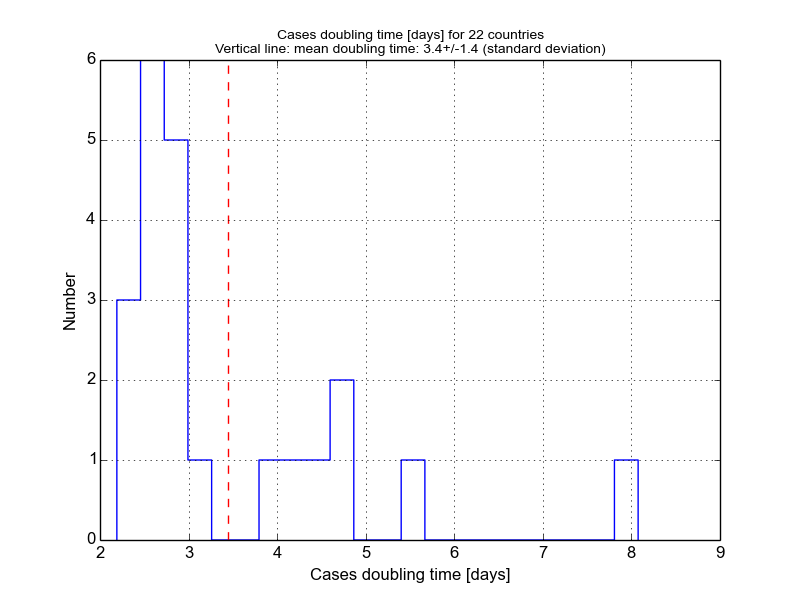 Cases doubling time [days] for 22 countries
Vertical line: mean doubling time: 3.4+/-1.4 (standard deviation)
6
5
4
3
2
1
0
Number
2 3 4 5 6 7 8 9
Cases doubling time [days]